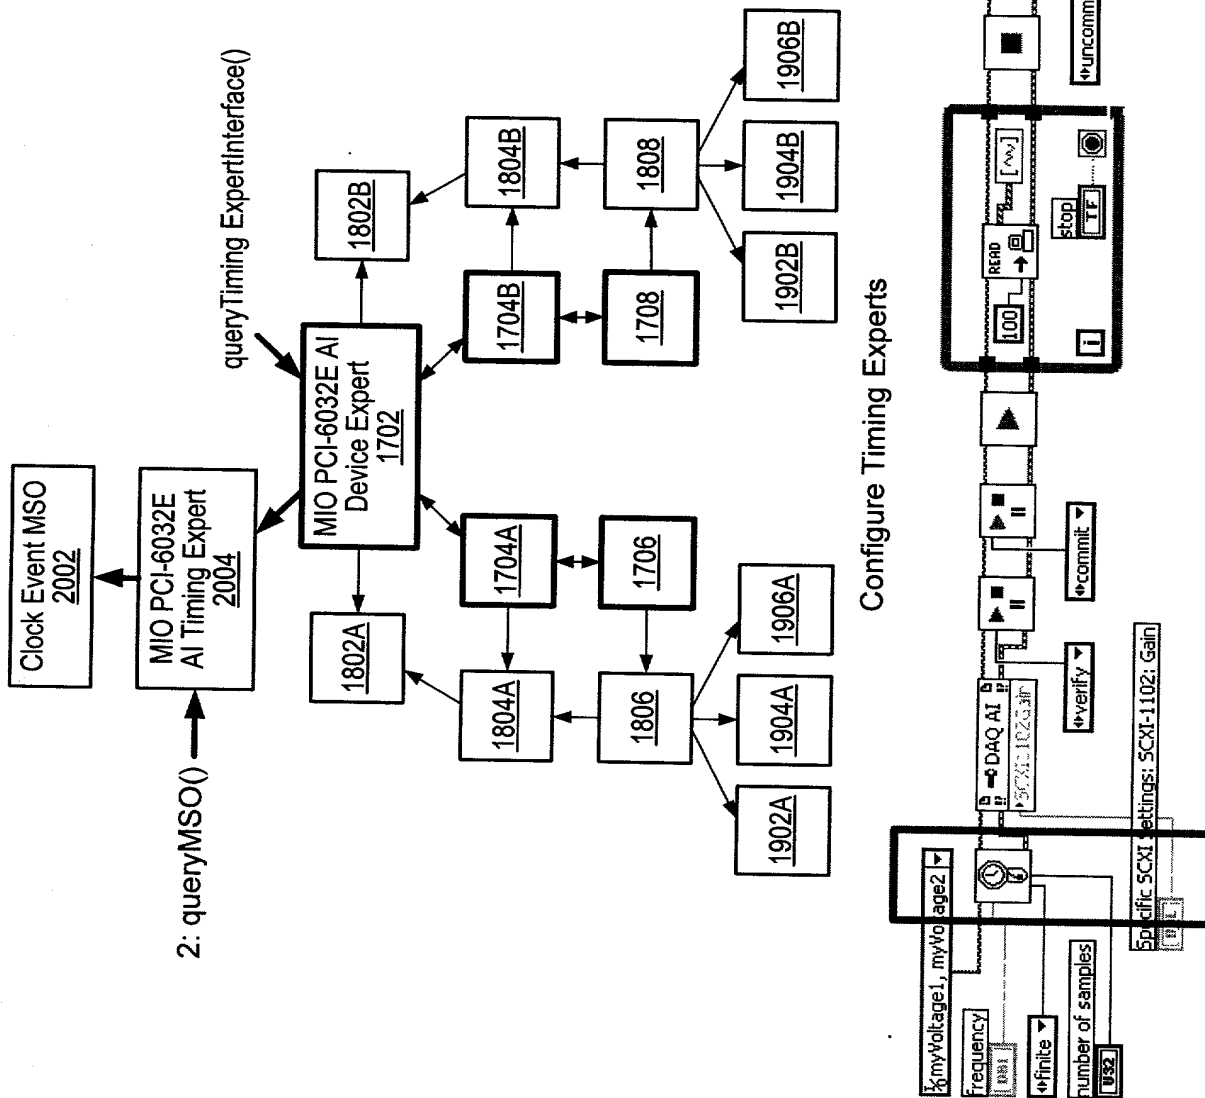 Clock Event MSO
2002
2: queryMSO()
MIO PCI-6032E
AI Timing Expert
2004
queryTiming ExpertInterface()
MIO PCI-6032E AI
Device Expert
1702
1802A
1802B
1804A
1704A
1704B
1804B
1806
1706
1708
1808
1902A
1904A
1906A
1902B
1904B
1906B
Configure Timing Experts
myVoltage1, myVoltage2
frequency
DBL
finite
number of samples
U32
DAQ AI
SCXI1102Gain
Specific SCXI Settings: SCXI-1102: Gain
DBL
verify
commit
100
READ
i
stop
TF
uncomm